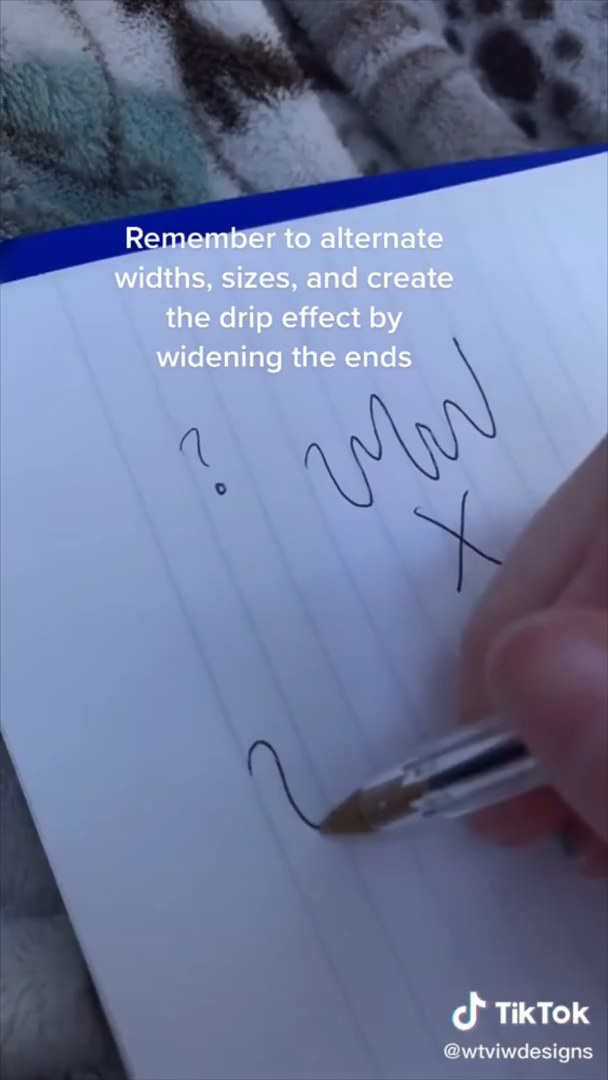 Remember to alternate
widths, sizes, and create
the drip effect by
widening the ends
?
X
TikTok
@wtviwdesigns